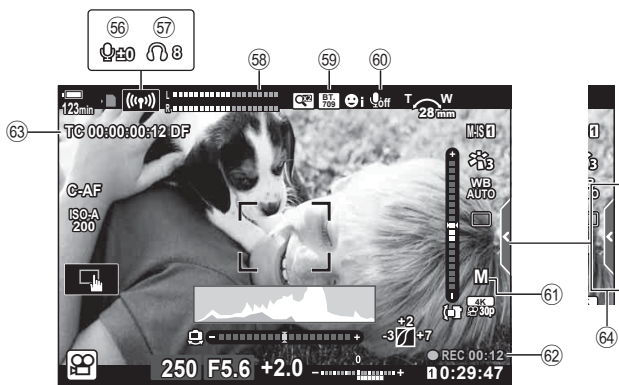 56 57
±0 8
58 59 60
123min L R BT. 709 i off T W
28mm
63 TC 00:00:00:12 DF M-IS 1 1
3
C-AF WB AUTO
ISO-A 200
M
61
4K 30p
64
+2
-3 +7
- +
REC 00:12 62
250 F5.6 +2.0 - 0 + 1 0:29:47